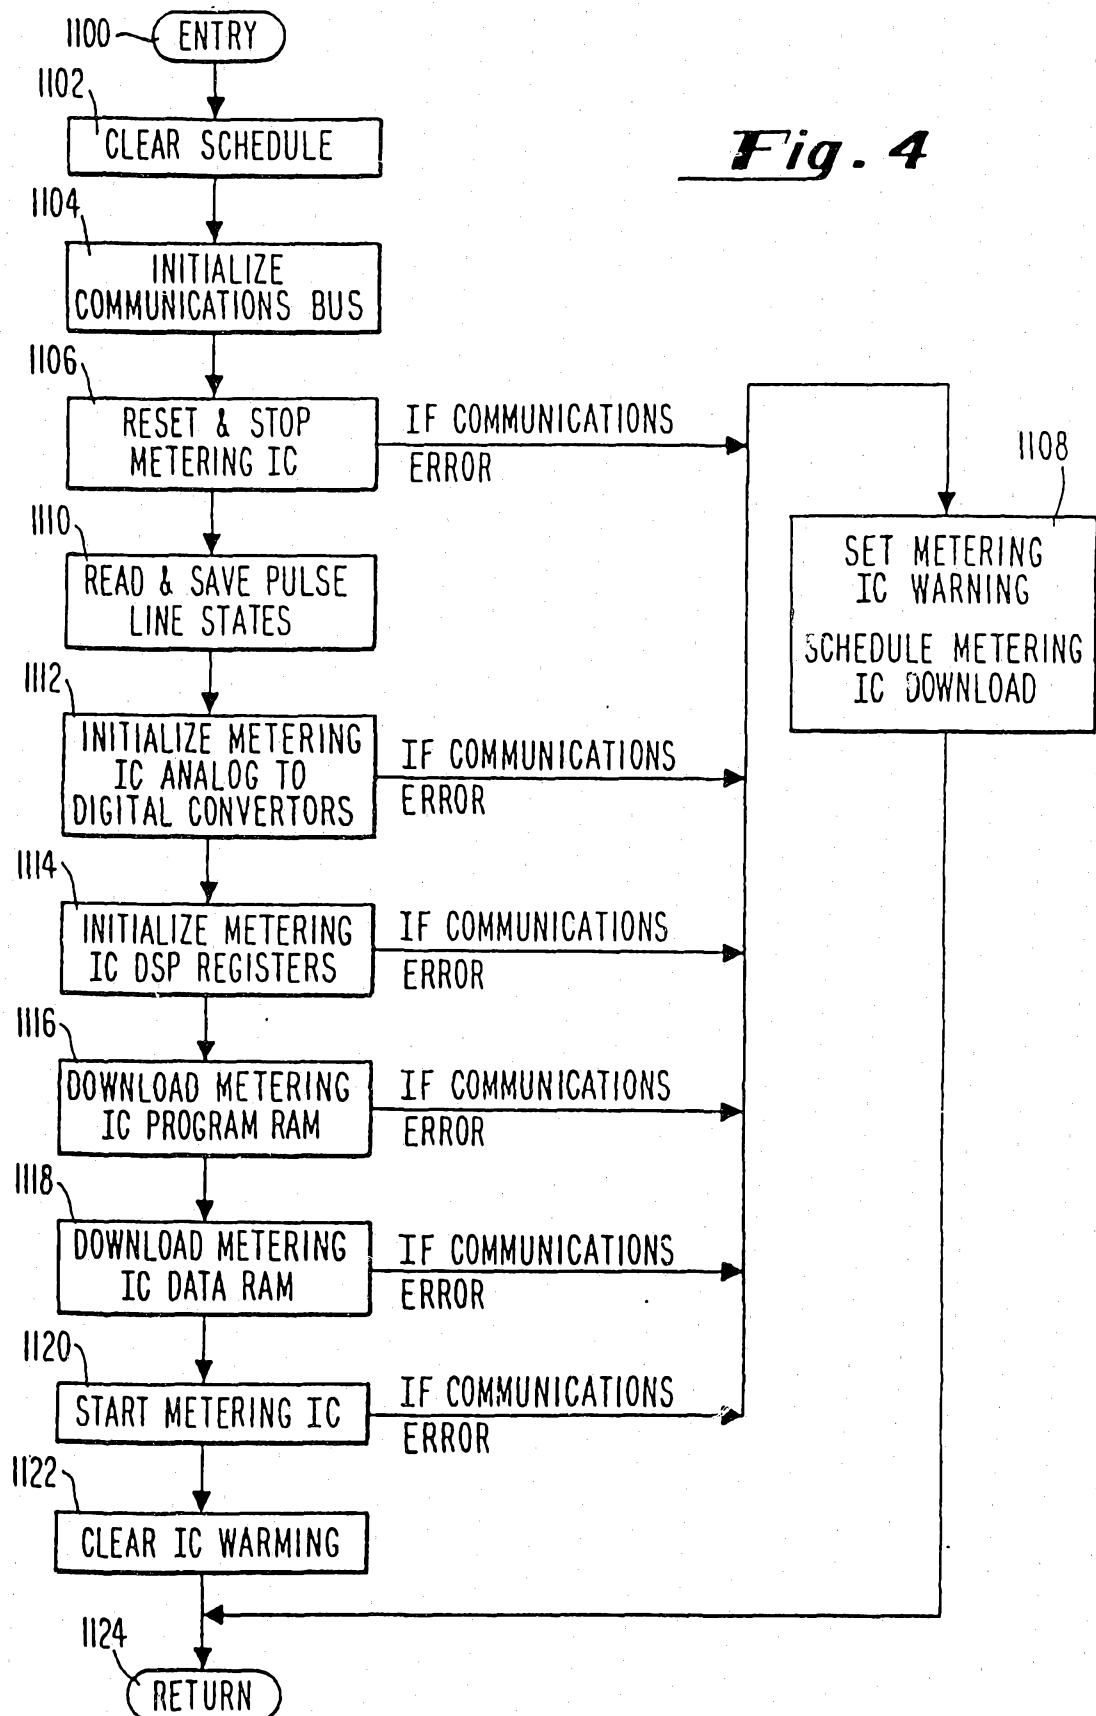 1100
ENTRY
1102
CLEAR SCHEDULE
Fig. 4
1104
INITIALIZE
COMMUNICATIONS BUS
1106
RESET & STOP
METERING IC
IF COMMUNICATIONS
ERROR
1108
SET METERING
IC WARNING
SCHEDULE METERING
IC DOWNLOAD
1110
READ & SAVE PULSE
LINE STATES
1112
INITIALIZE METERING
IC ANALOG TO
DIGITAL CONVERTORS
IF COMMUNICATIONS
ERROR
1114
INITIALIZE METERING
IC DSP REGISTERS
IF COMMUNICATIONS
ERROR
1116
DOWNLOAD METERING
IC PROGRAM RAM
IF COMMUNICATIONS
ERROR
1118
DOWNLOAD METERING
IC DATA RAM
IF COMMUNICATIONS
ERROR
1120
START METERING IC
IF COMMUNICATIONS
ERROR
1122
CLEAR IC WARMING
1124
RETURN